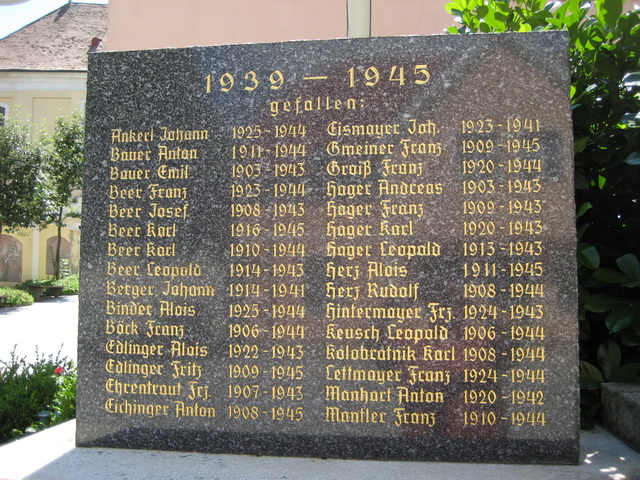 1939 – 1945
gefallen:
Ankerl Johann 1925 - 1944
Bauer Anton 1911 - 1944
Bauer Emil 1903 - 1943
Beer Franz 1923 - 1944
Beer Josef 1908 - 1943
Beer Karl 1916 - 1945
Beer Karl 1910 - 1944
Beer Leopold 1914 - 1943
Berger Johann 1914 - 1941
Binder Alois 1925 - 1944
Böck Franz 1906 - 1944
Edlinger Alois 1922 - 1943
Edlinger Fritz 1909 - 1945
Ehrentraut Frz. 1907 - 1943
Eichinger Anton 1908 - 1945
Eismayer Joh. 1923 - 1941
Gmeiner Franz 1909 - 1945
Groiß Franz 1920 - 1944
Hager Andreas 1903 - 1943
Hager Franz 1909 - 1943
Hager Karl 1920 - 1943
Hager Leopold 1913 - 1943
Herz Alois 1911 - 1945
Herz Rudolf 1908 - 1944
Hintermayer Frz. 1924 - 1943
Keusch Leopold 1906 - 1944
Kolobratnik Karl 1908 - 1944
Lettmayer Franz 1924 - 1944
Manhart Anton 1920 - 1942
Mantler Franz 1910 - 1944